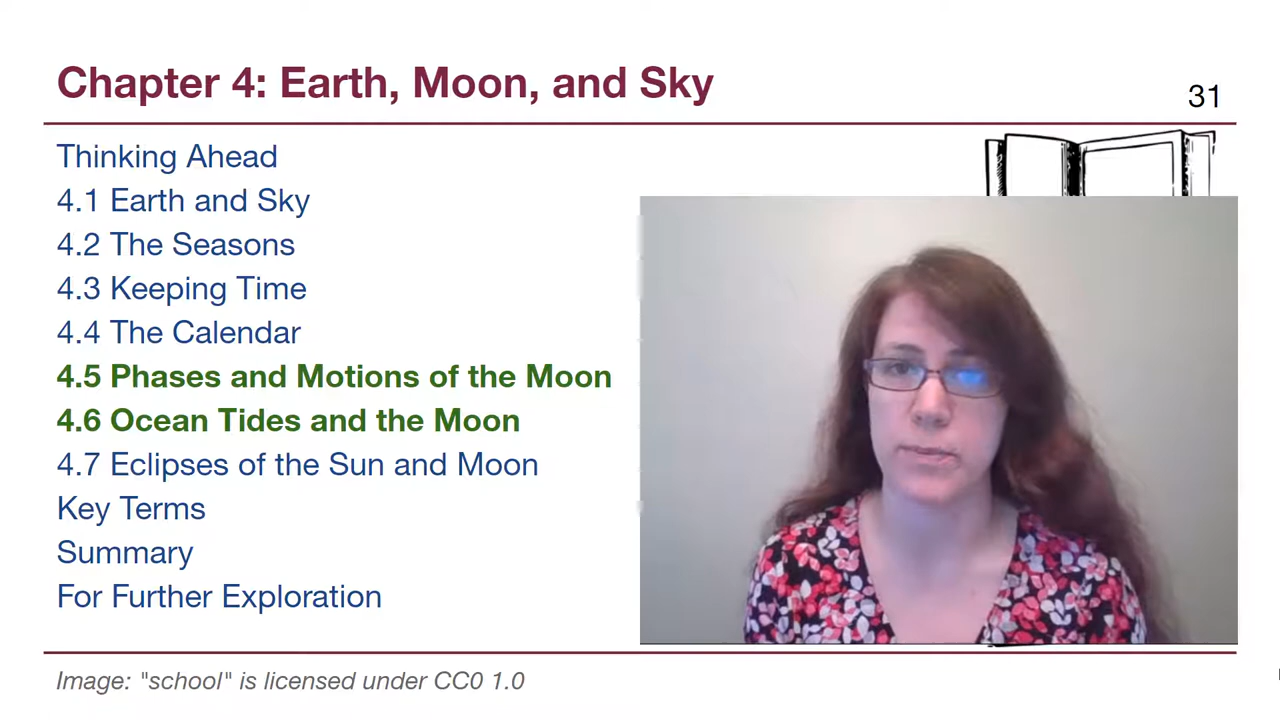 Chapter 4: Earth, Moon, and Sky
31
Thinking Ahead
4.1 Earth and Sky
4.2 The Seasons
4.3 Keeping Time
4.4 The Calendar
4.5 Phases and Motions of the Moon
4.6 Ocean Tides and the Moon
4.7 Eclipses of the Sun and Moon
Key Terms
Summary
For Further Exploration
Image: "school" is licensed under CC0 1.0